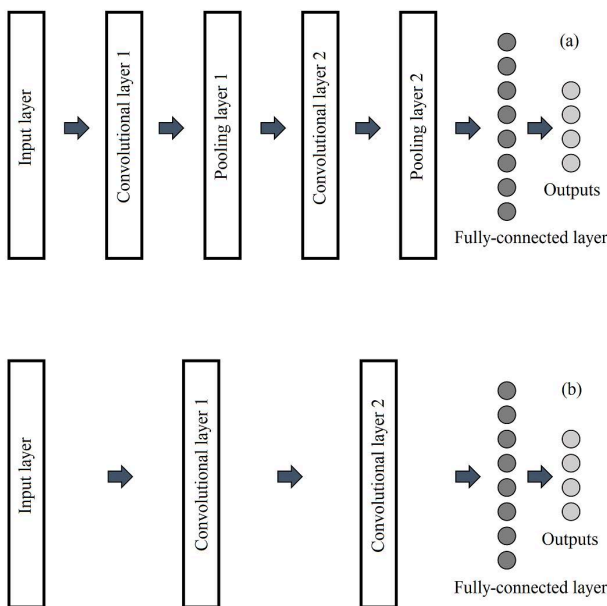 Input layer
Convolutional layer 1
Pooling layer 1
Convolutional layer 2
Pooling layer 2
(a)
Outputs
Fully-connected layer
Input layer
Convolutional layer 1
Convolutional layer 2
(b)
Outputs
Fully-connected layer